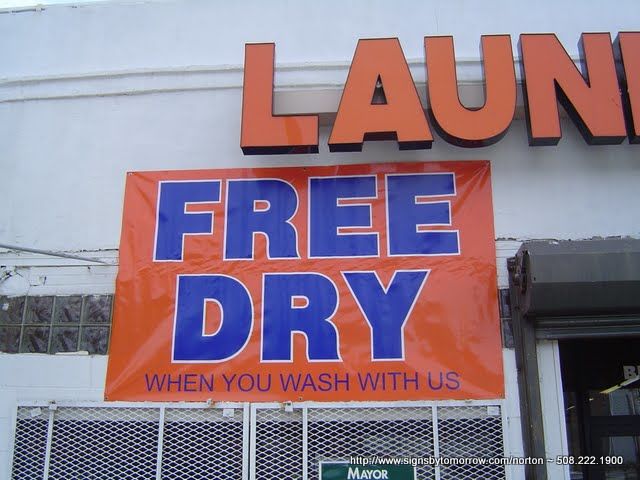 LAUN
FREE
DRY
WHEN YOU WASH WITH US
MAYOR
http://www.signsbytomorrow.com/norton ~ 508.222.1900